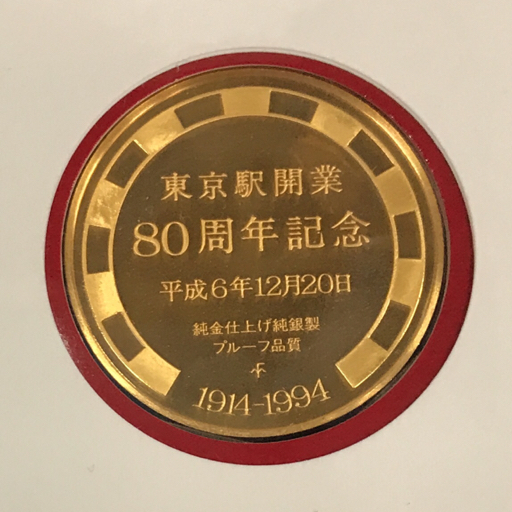 東京駅開業
80周年記念
平成6年12月20日
純金仕上げ純銀製
プルーフ品質
1914-1994